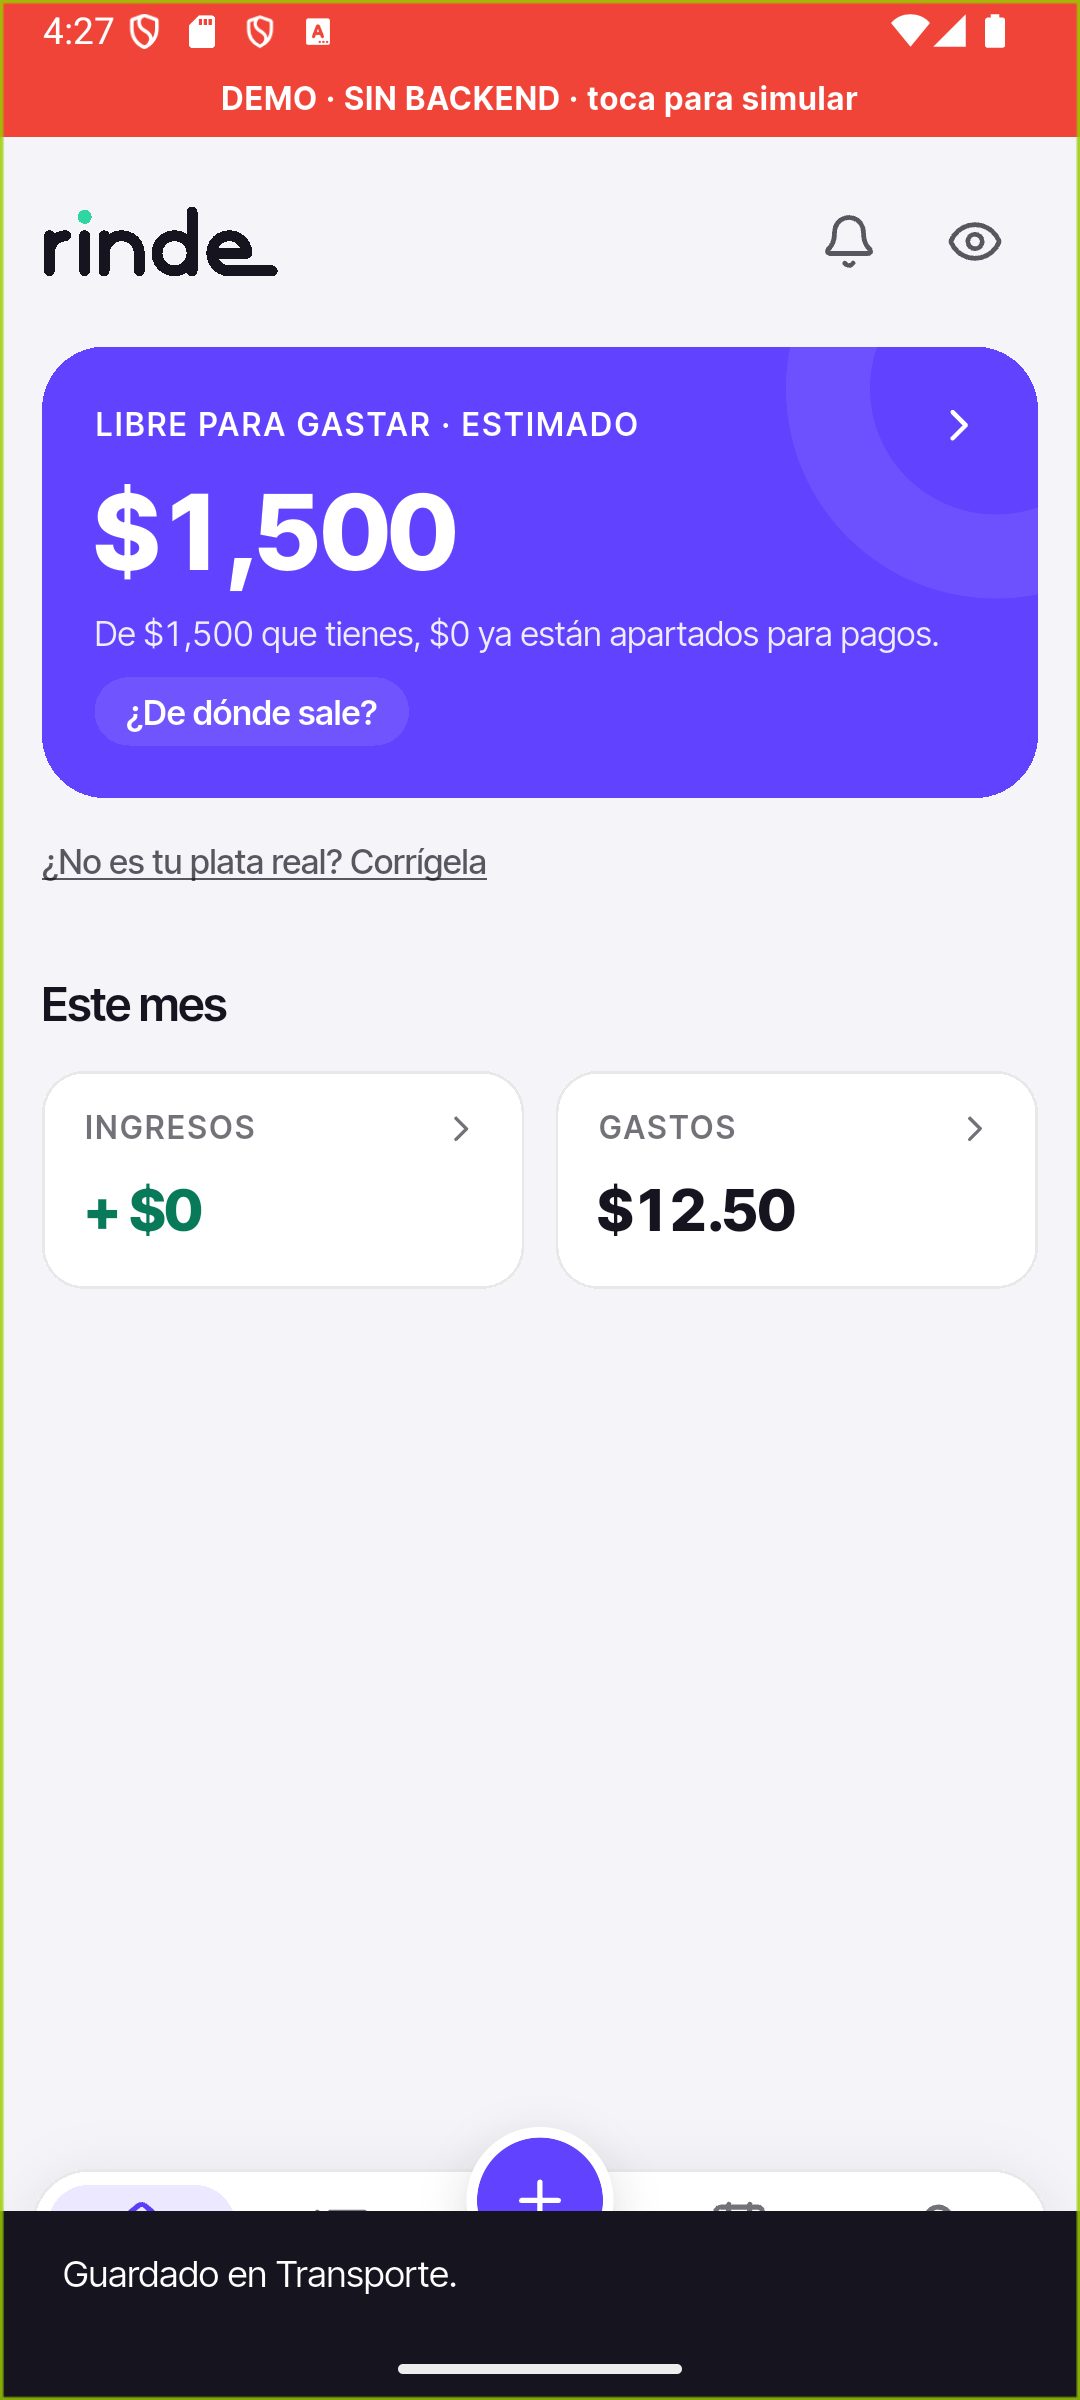 4:27
DEMO · SIN BACKEND · toca para simular
rinde
LIBRE PARA GASTAR · ESTIMADO
$1,500
De $1,500 que tienes, $0 ya están apartados para pagos.
¿De dónde sale?
¿No es tu plata real? Corrígela
Este mes
INGRESOS
+ $0
GASTOS
$12.50
Guardado en Transporte.